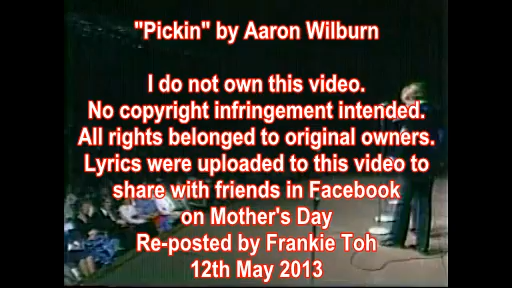 "Pickin" by Aaron Wilburn
I do not own this video.
No copyright infringement intended.
All rights belonged to original owners.
Lyrics were uploaded to this video to
share with friends in Facebook
on Mother's Day
Re-posted by Frankie Toh
12th May 2013